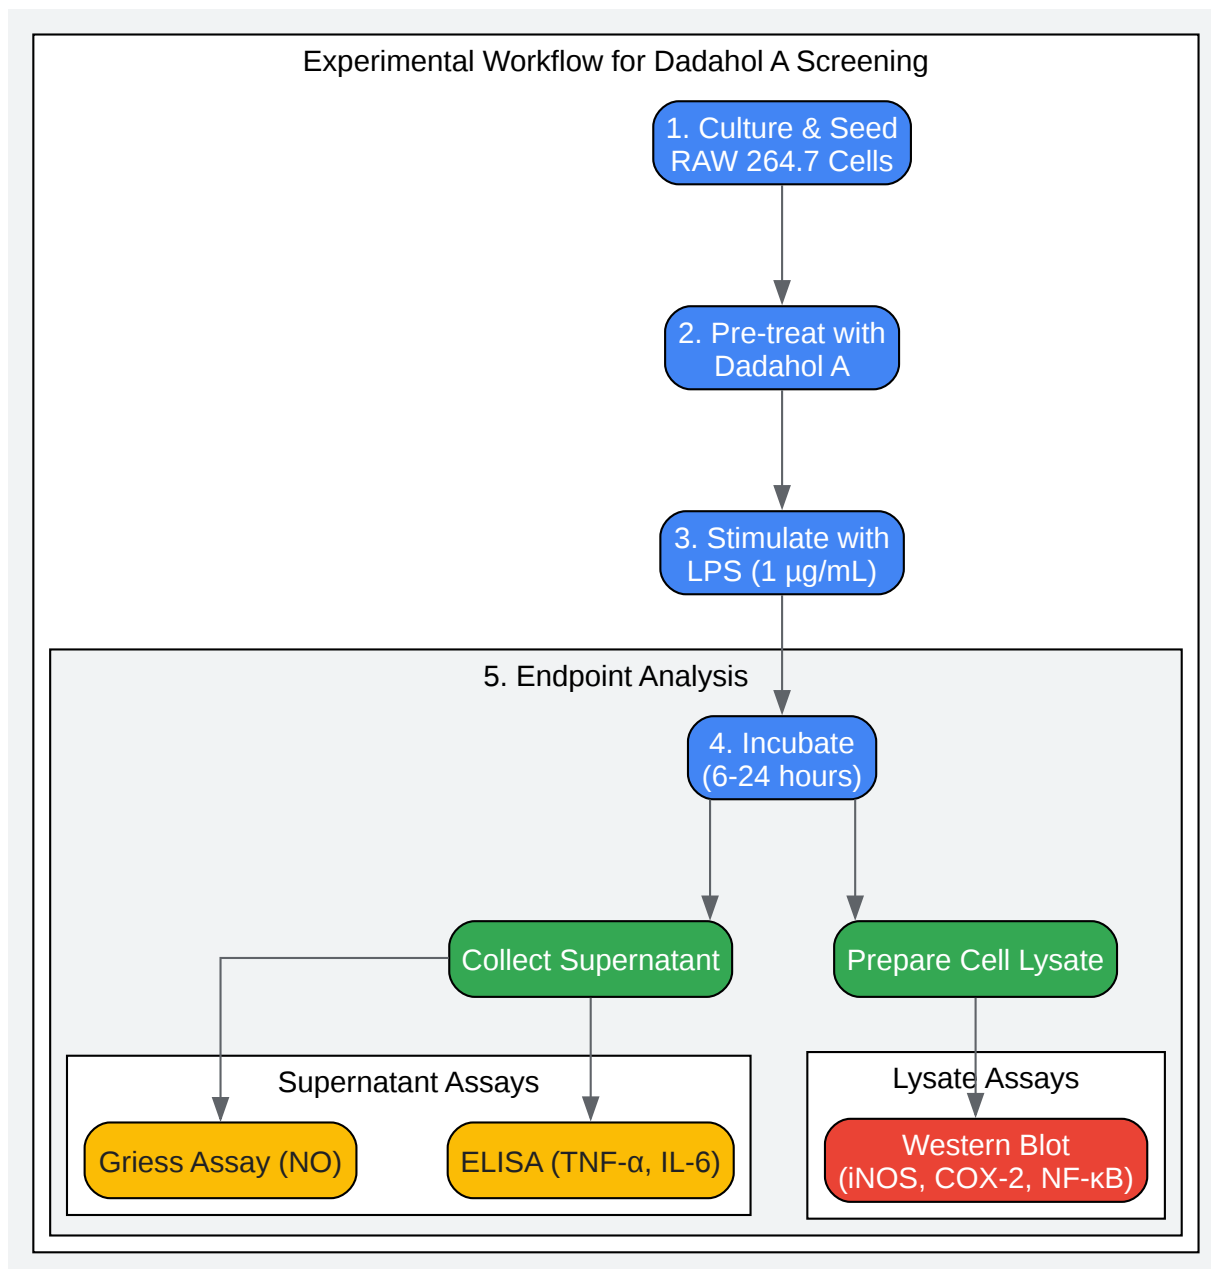 Experimental Workflow for Dadahol A Screening
1. Culture & Seed
RAW 264.7 Cells
2. Pre-treat with
Dadahol A
3. Stimulate with
LPS (1 µg/mL)
5. Endpoint Analysis
4. Incubate
(6-24 hours)
Collect Supernatant
Prepare Cell Lysate
Supernatant Assays
Griess Assay (NO)
ELISA (TNF-α, IL-6)
Lysate Assays
Western Blot
(iNOS, COX-2, NF-κB)